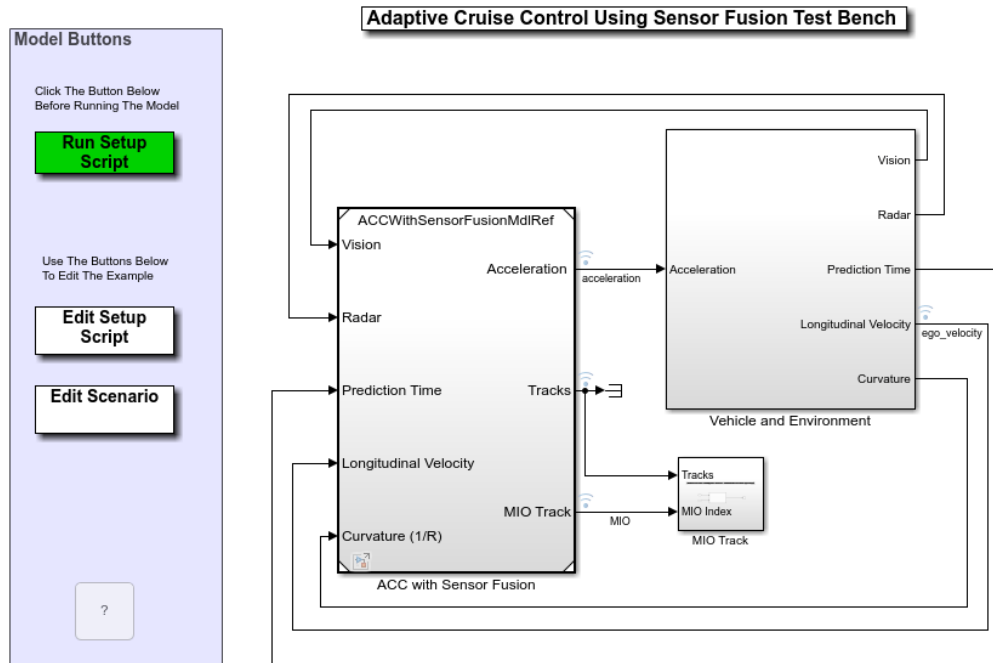 Adaptive Cruise Control Using Sensor Fusion Test Bench
Model Buttons
Click The Button Below
Before Running The Model
Run Setup
Script
Use The Buttons Below
To Edit The Example
Edit Setup
Script
Edit Scenario
?
ACCWithSensorFusionMdlRef
Vision
Radar
Prediction Time
Longitudinal Velocity
Curvature (1/R)
Acceleration
Tracks
MIO Track
ACC with Sensor Fusion
acceleration
MIO
Acceleration
Vision
Radar
Prediction Time
Longitudinal Velocity
Curvature
Vehicle and Environment
ego_velocity
Tracks
MIO Index
MIO Track